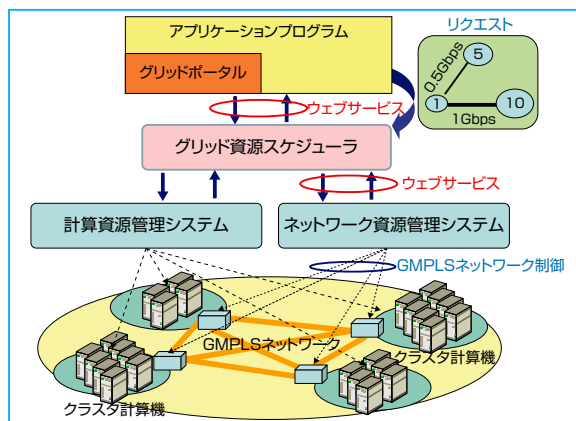 アプリケーションプログラム
リクエスト
グリッドポータル
0.5Gbps
5
1
10
1Gbps
ウェブサービス
グリッド資源スケジューラ
ウェブサービス
計算資源管理システム
ネットワーク資源管理システム
GMPLSネットワーク制御
GMPLSネットワーク
クラスタ計算機
クラスタ計算機